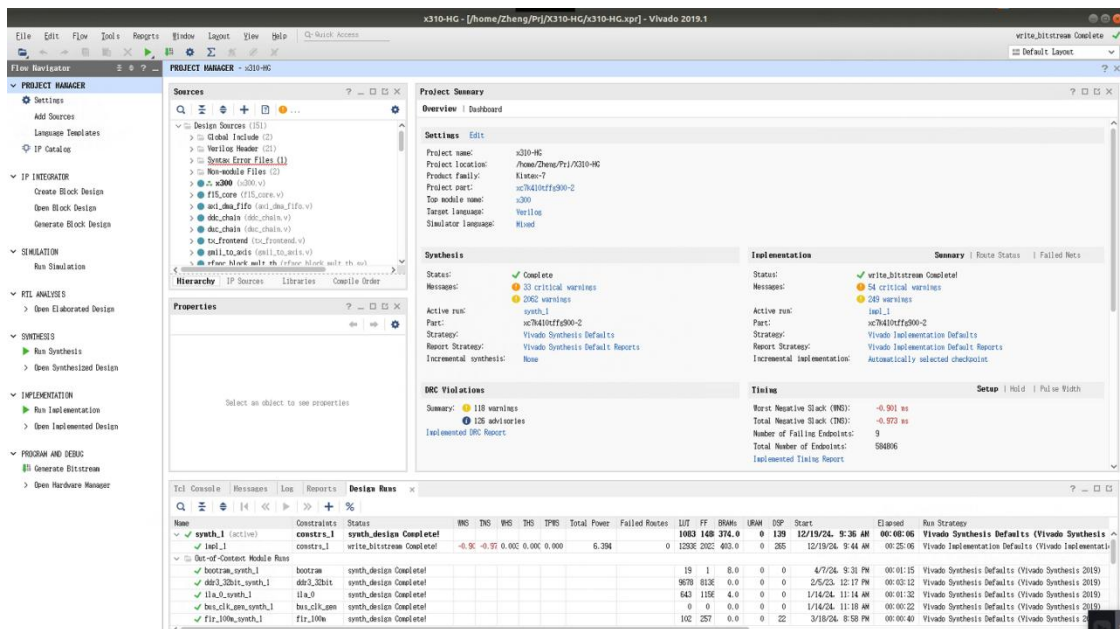 x310-HG - [/home/Zheng/Prj/X310-HG/x310-HG.xpr] - Vivado 2019.1
File Edit Flow Tools Reports Window Layout View Help Q- Quick Access
write_bitstream Complete
Default Layout
Flow Navigator
PROJECT MANAGER
Settings
Add Sources
Language Templates
IP Catalog
IP INTEGRATOR
Create Block Design
Open Block Design
Generate Block Design
SIMULATION
Run Simulation
RTL ANALYSIS
Open Elaborated Design
SYNTHESIS
Run Synthesis
Open Synthesized Design
IMPLEMENTATION
Run Implementation
Open Implemented Design
PROGRAM AND DEBUG
Generate Bitstream
Open Hardware Manager
PROJECT MANAGER - x310-HG
Sources
Design Sources (151)
Global Include (2)
Verilog Header (21)
Syntax Error Files (1)
Non-module Files (2)
x300 (x300.v)
f15_core (f15_core.v)
axi_dma_fifo (axi_dma_fifo.v)
ddc_chain (ddc_chain.v)
duc_chain (duc_chain.v)
tx_frontend (tx_frontend.v)
gmii_to_axis (gmii_to_axis.v)
Hierarchy IP Sources Libraries Compile Order
Properties
Select an object to see properties
Project Summary
Overview | Dashboard
Settings Edit
Project name: x310-HG
Project location: /home/Zheng/Prj/X310-HG
Product family: Kintex-7
Project part: xc7k410tffg900-2
Top module name: x300
Target language: Verilog
Simulator language: Mixed
Synthesis
Status: Complete
Messages: 33 critical warnings
2062 warnings
Active run: synth_1
Part: xc7k410tffg900-2
Strategy: Vivado Synthesis Defaults
Report Strategy: Vivado Synthesis Default Reports
Incremental synthesis: None
Implementation Summary | Route Status | Failed Nets
Status: write_bitstream Complete!
Messages: 54 critical warnings
249 warnings
Active run: impl_1
Part: xc7k410tffg900-2
Strategy: Vivado Implementation Defaults
Report Strategy: Vivado Implementation Default Reports
Incremental implementation: Automatically selected checkpoint
DRC Violations
Summary: 118 warnings
126 advisories
Implemented DRC Report
Timing Setup | Hold | Pulse Width
Worst Negative Slack (WNS): -0.901 ns
Total Negative Slack (TNS): -0.973 ns
Number of Failing Endpoints: 9
Total Number of Endpoints: 584806
Implemented Timing Report
Tcl Console Messages Log Reports Design Runs
Name Constraints Status WNS TNS WHS THS TPWS Total Power Failed Routes LUT FF BRAMs URAM DSP Start Elapsed Run Strategy
synth_1 (active) constrs_1 synth_design Complete! 1083 148 374.0 0 139 12/19/24, 9:36 AM 00:08:06 Vivado Synthesis Defaults (Vivado Synthesis
impl_1 constrs_1 write_bitstream Complete! -0.90 -0.97 0.002 0.000 0.000 6.394 0 12936 2023 403.0 0 265 12/19/24, 9:44 AM 00:25:06 Vivado Implementation Defaults (Vivado Implementati
Out-of-Context Module Runs
bootram_synth_1 bootram synth_design Complete! 19 1 8.0 0 0 4/7/24, 9:31 PM 00:01:15 Vivado Synthesis Defaults (Vivado Synthesis 2019)
ddr3_32bit_synth_1 ddr3_32bit synth_design Complete! 9678 8136 0.0 0 0 2/5/23, 12:17 PM 00:03:12 Vivado Synthesis Defaults (Vivado Synthesis 2019)
ila_0_synth_1 ila_0 synth_design Complete! 643 1156 4.0 0 0 1/14/24, 11:14 AM 00:01:32 Vivado Synthesis Defaults (Vivado Synthesis 2019)
bus_clk_gen_synth_1 bus_clk_gen synth_design Complete! 0 0 0.0 0 0 1/14/24, 11:18 AM 00:00:22 Vivado Synthesis Defaults (Vivado Synthesis 2019)
fir_100m_synth_1 fir_100m synth_design Complete! 102 257 0.0 0 22 3/18/24, 8:58 PM 00:00:40 Vivado Synthesis Defaults (Vivado Synthesis